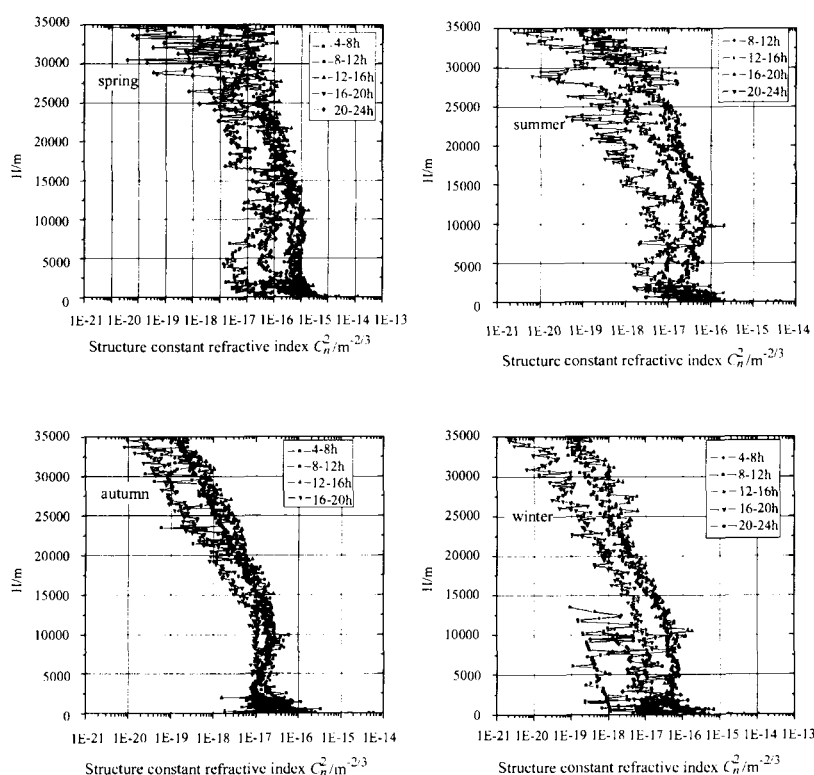 35000
30000
25000
20000
15000
10000
5000
0
H/m
spring
4-8h
8-12h
12-16h
16-20h
20-24h
1E-21 1E-20 1E-19 1E-18 1E-17 1E-16 1E-15 1E-14 1E-13
Structure constant refractive index $C_n^2$/m$^{-2/3}$
35000
30000
25000
20000
15000
10000
5000
0
H/m
summer
8-12h
12-16h
16-20h
20-24h
1E-21 1E-20 1E-19 1E-18 1E-17 1E-16 1E-15 1E-14
Structure constant refractive index $C_n^2$/m$^{-2/3}$
35000
30000
25000
20000
15000
10000
5000
0
H/m
autumn
4-8h
8-12h
12-16h
16-20h
1E-21 1E-20 1E-19 1E-18 1E-17 1E-16 1E-15 1E-14
Structure constant refractive index $C_n^2$/m$^{-2/3}$
35000
30000
25000
20000
15000
10000
5000
0
H/m
winter
4-8h
8-12h
12-16h
16-20h
20-24h
1E-21 1E-20 1E-19 1E-18 1E-17 1E-16 1E-15 1E-14 1E-13
Structure constant refractive index $C_n^2$/m$^{-2/3}$